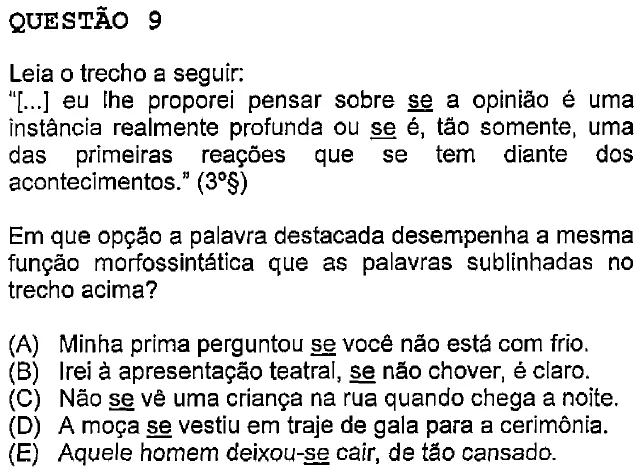 QUESTÃO 9
Leia o trecho a seguir:
"[...] eu lhe proporei pensar sobre se a opinião é uma
instância realmente profunda ou se é, tão somente, uma
das primeiras reações que se tem diante dos
acontecimentos." (3º§)
Em que opção a palavra destacada desempenha a mesma
função morfossintática que as palavras sublinhadas no
trecho acima?
(A) Minha prima perguntou se você não está com frio.
(B) Irei à apresentação teatral, se não chover, é claro.
(C) Não se vê uma criança na rua quando chega a noite.
(D) A moça se vestiu em traje de gala para a cerimônia.
(E) Aquele homem deixou-se cair, de tão cansado.